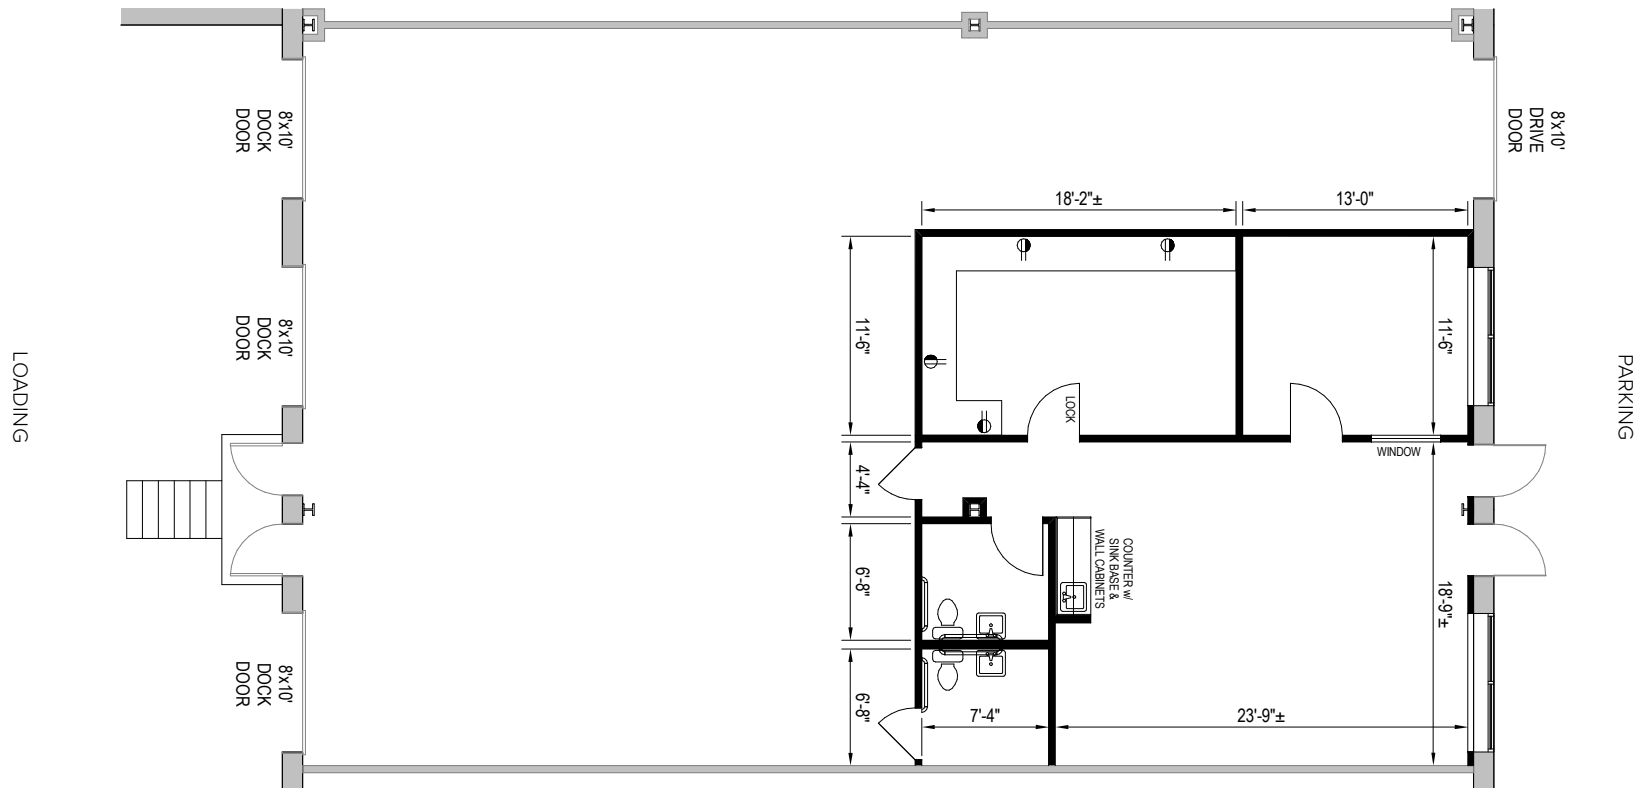 LOADING
8'x10'
DOCK
DOOR
8'x10'
DOCK
DOOR
8'x10'
DOCK
DOOR
8'x10'
DRIVE
DOOR
PARKING
18'-2"±
13'-0"
11'-6"
11'-6"
LOCK
WINDOW
4'-4"
COUNTER w/
SINK BASE &
WALL CABINETS
6'-8"
18'-9"±
6'-8"
7'-4"
23'-9"±